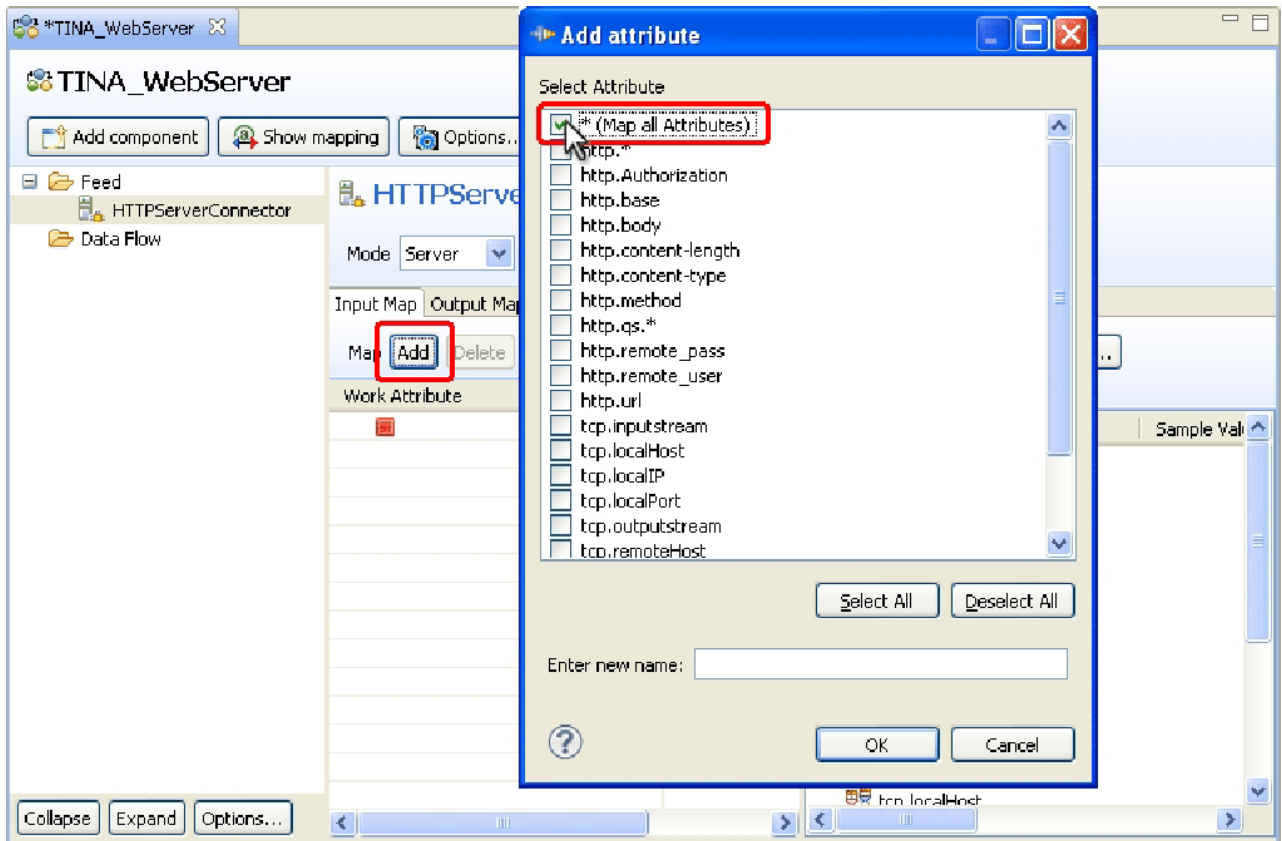 *TINA_WebServer
TINA_WebServer
Add component
Show mapping
Options..
Feed
HTTPServerConnector
Data Flow
HTTPServe
Mode
Server
Input Map
Output Map
Map
Add
Delete
..
Work Attribute
Sample Val
tcp.localHost
Collapse
Expand
Options...
Add attribute
Select Attribute
* (Map all Attributes)
http.*
http.Authorization
http.base
http.body
http.content-length
http.content-type
http.method
http.qs.*
http.remote_pass
http.remote_user
http.url
tcp.inputstream
tcp.localHost
tcp.localIP
tcp.localPort
tcp.outputstream
tcp.remoteHost
Select All
Deselect All
Enter new name:
?
OK
Cancel